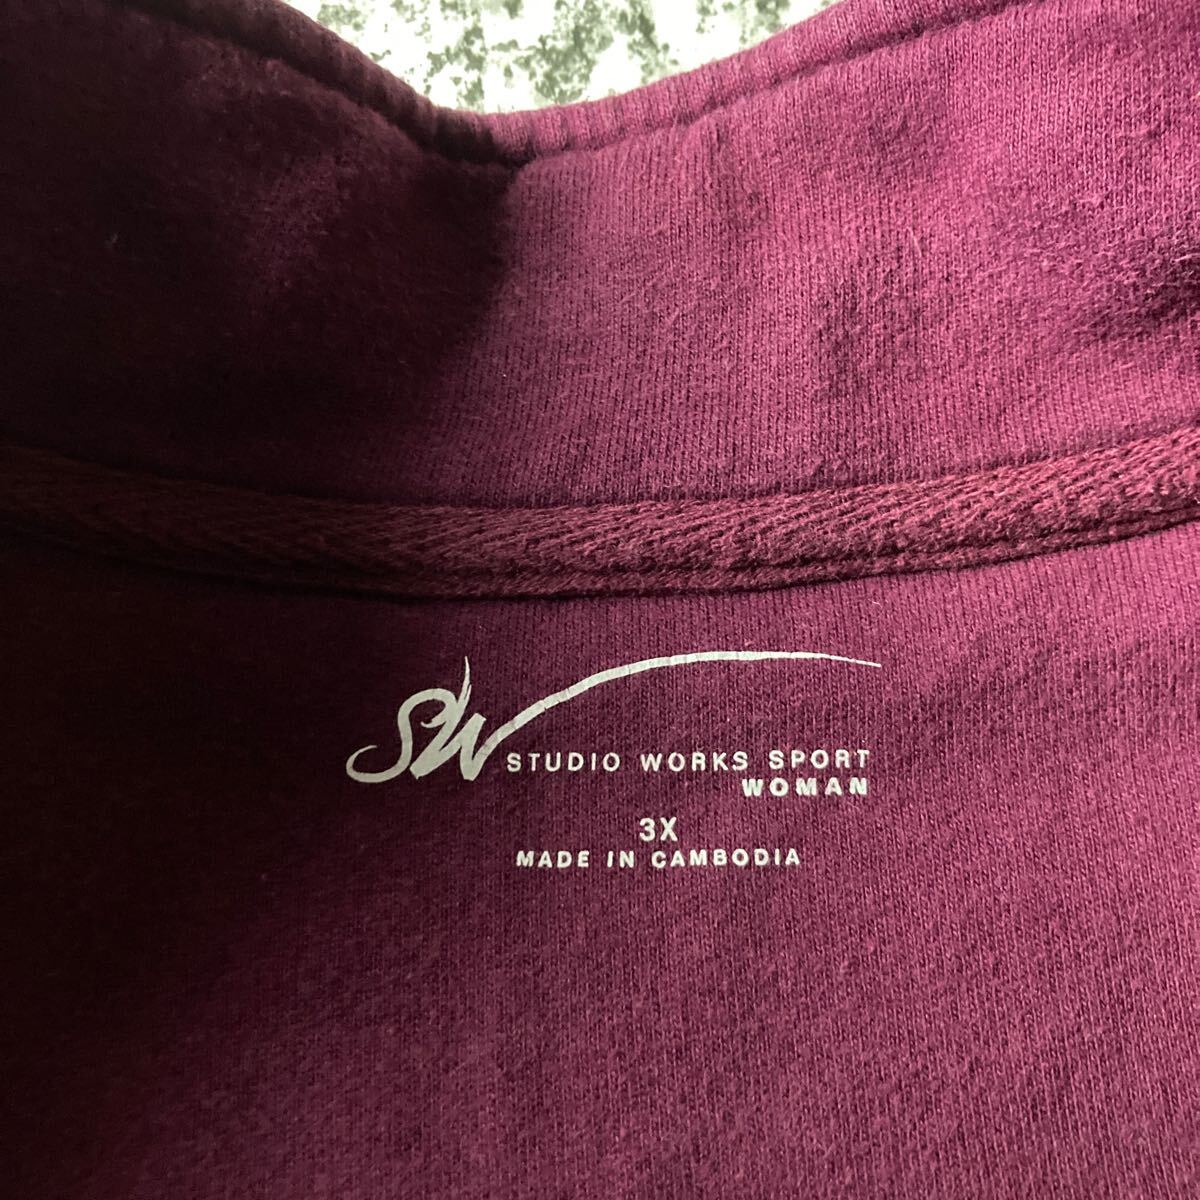 SW
STUDIO WORKS SPORT
WOMAN
3X
MADE IN CAMBODIA